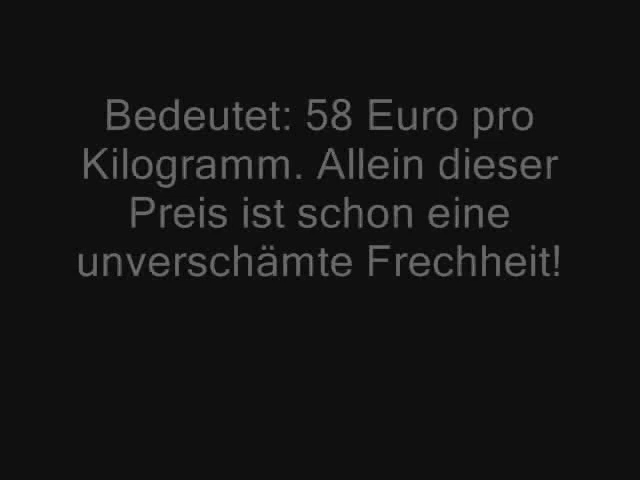 Bedeutet: 58 Euro pro
Kilogramm. Allein dieser
Preis ist schon eine
unverschämte Frechheit!